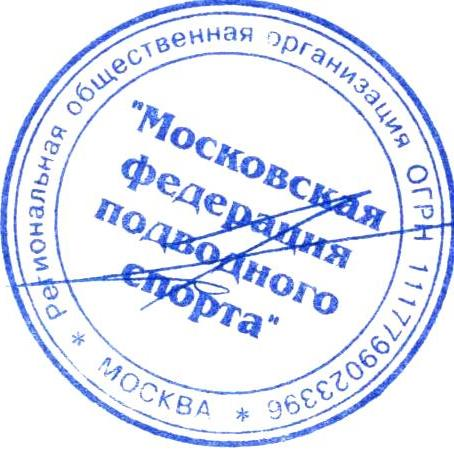 * Региональная общественная организация ОГРН 1117799023396
* МОСКВА
"Московская
федерация
подводного
спорта"